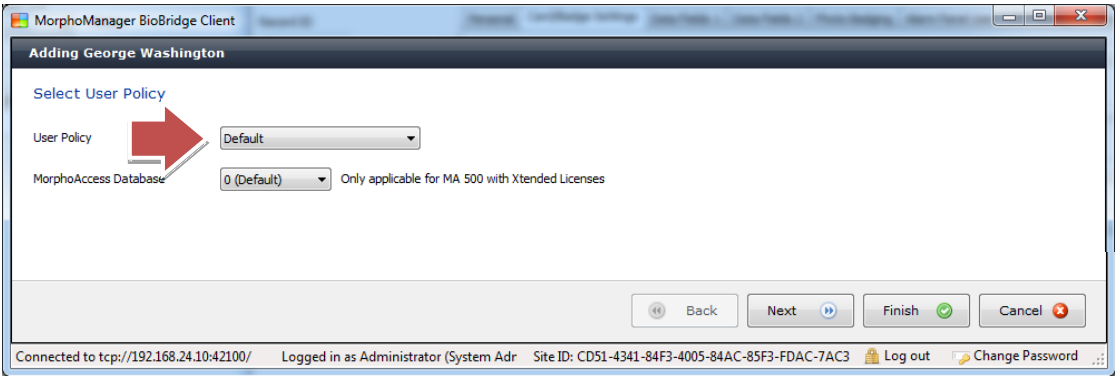 MorphoManager BioBridge Client
Adding George Washington
Select User Policy
User Policy Default
MorphoAccess Database 0 (Default) Only applicable for MA 500 with Xtended Licenses
Back Next Finish Cancel
Connected to tcp://192.168.24.10:42100/ Logged in as Administrator (System Adr Site ID: CD51-4341-84F3-4005-84AC-85F3-FDAC-7AC3 Log out Change Password